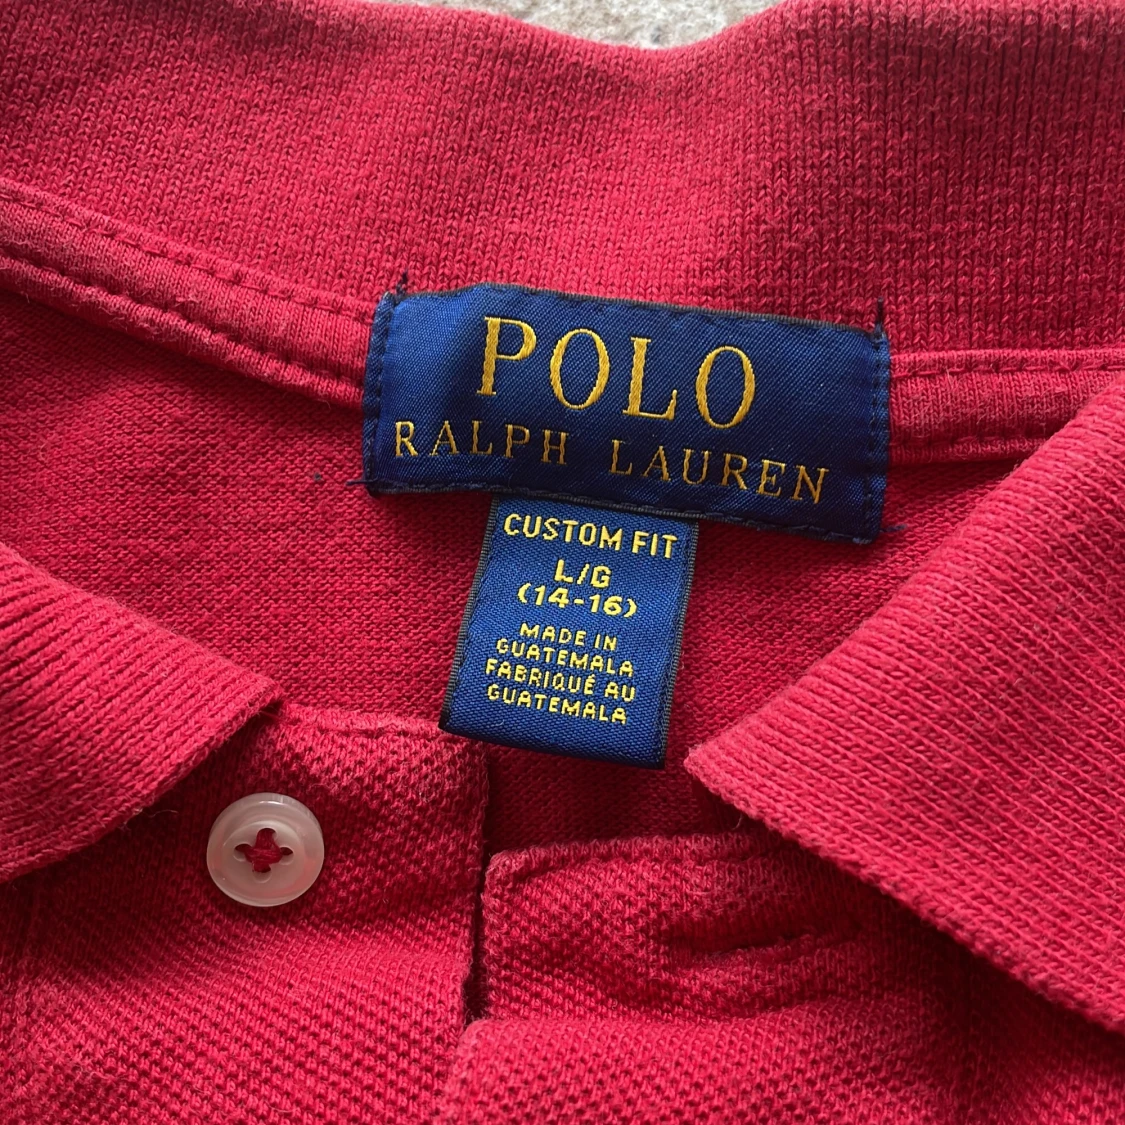 POLO
RALPH LAUREN
CUSTOM FIT
L/G
(14-16)
MADE IN
GUATEMALA
FABRIQUÉ AU
GUATEMALA